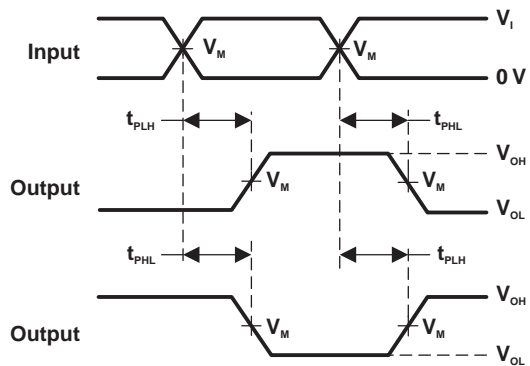 V_I
Input V_M V_M
0 V
t_PLH t_PHL
V_OH
Output V_M V_M
V_OL
t_PHL t_PLH
V_OH
Output V_M V_M
V_OL